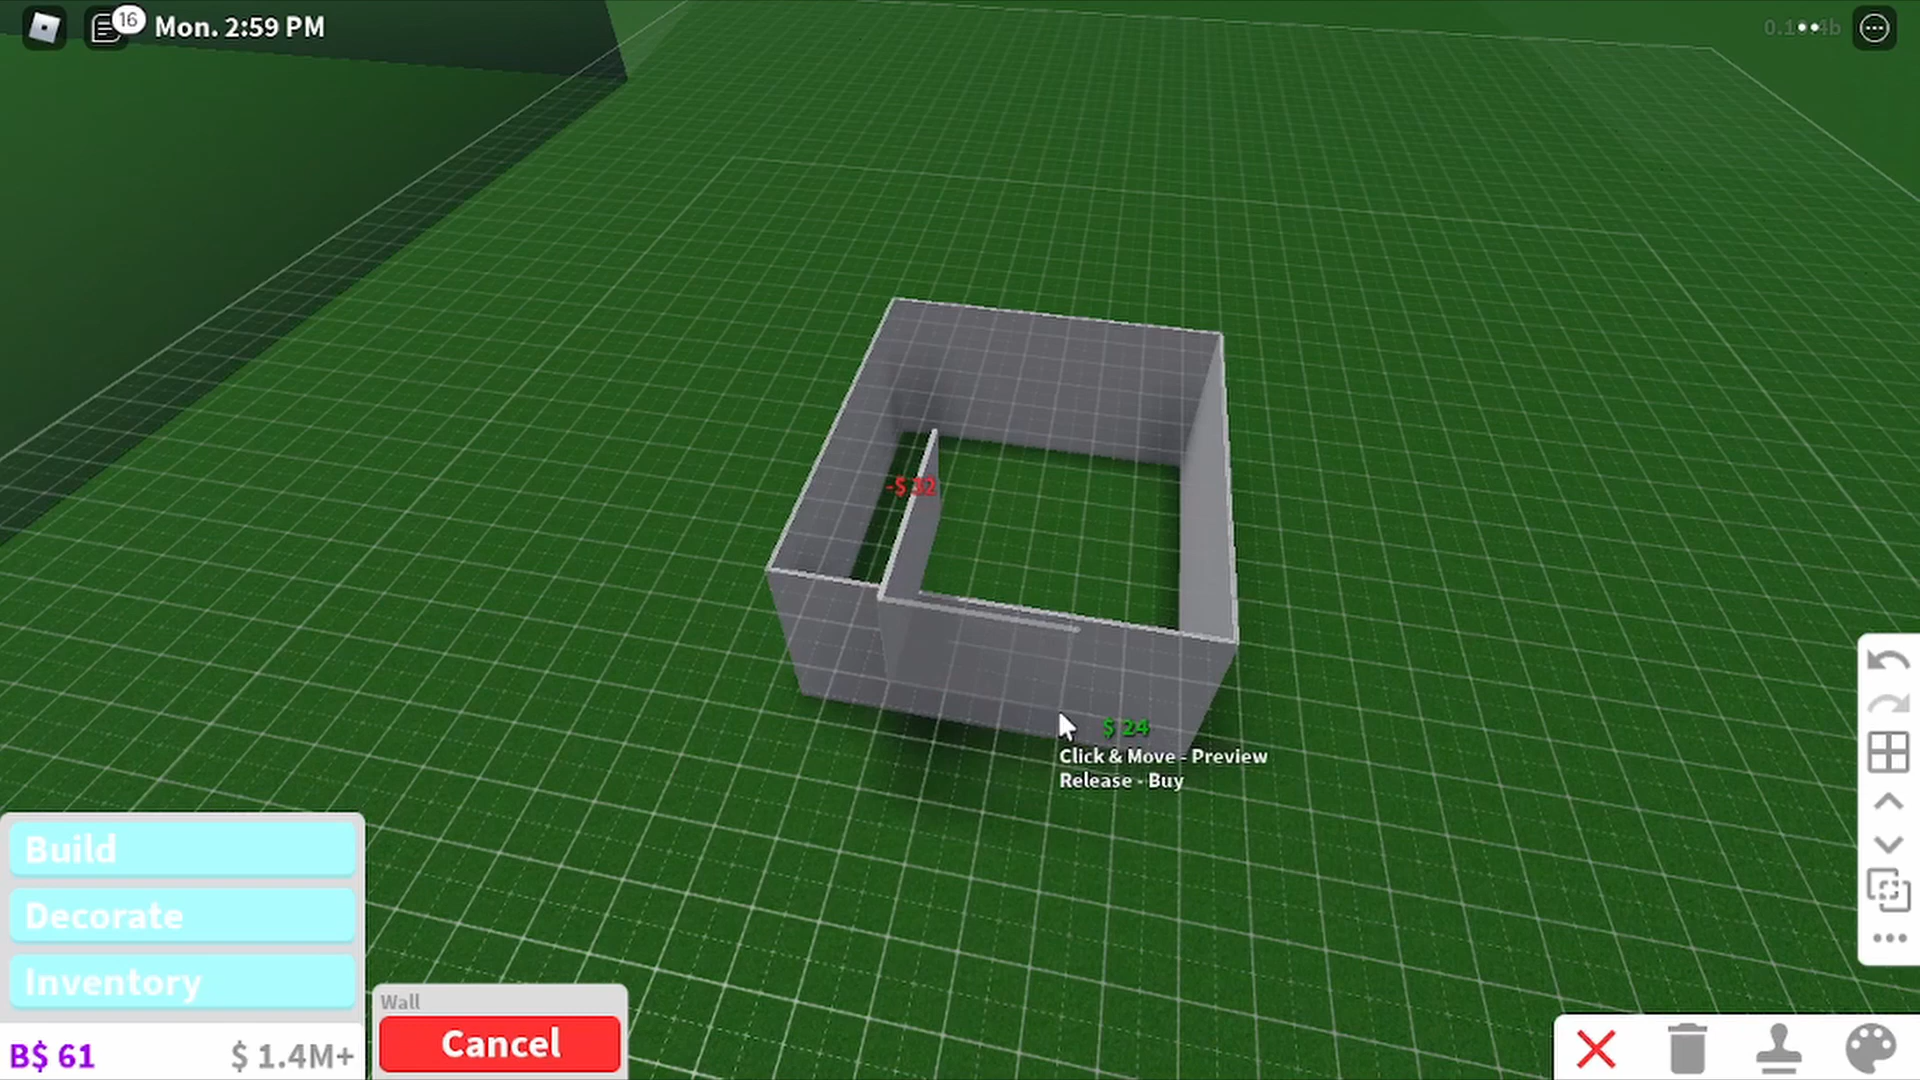 16
Mon. 2:59 PM
-$ 32
$ 24
Click & Move - Preview
Release - Buy
Build
Decorate
Inventory
B$ 61
$ 1.4M+
Wall
Cancel